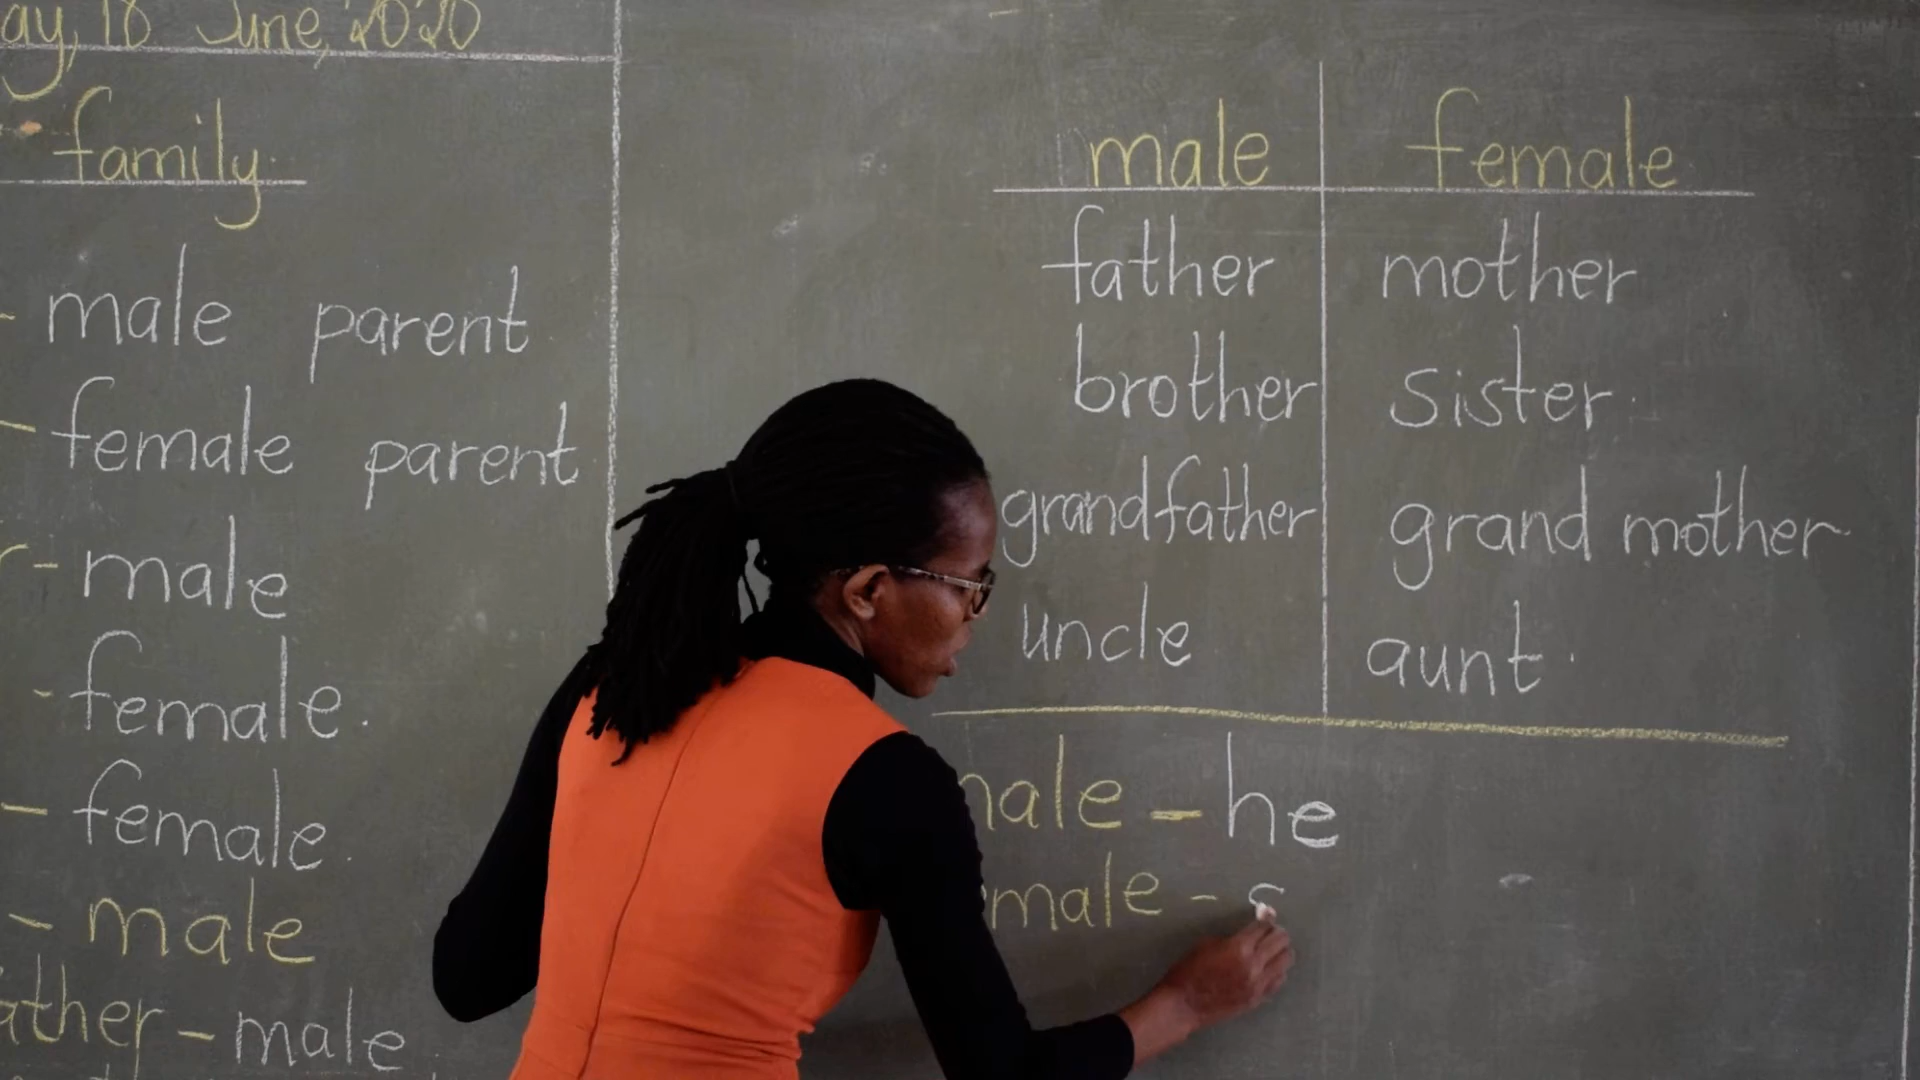 18 June, 2020
family
- male parent
- female parent
- male
- female.
- female.
- male
- male
male female
father mother
brother sister
grandfather grand mother
uncle aunt
- he
- s